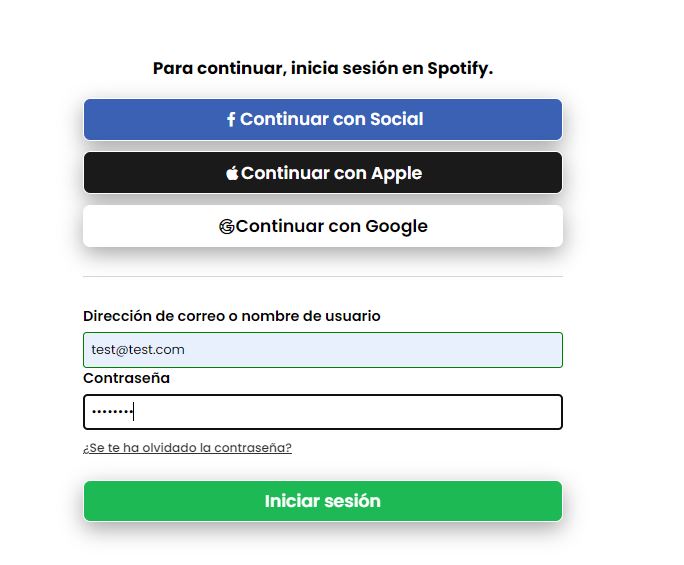 Para continuar, inicia sesión en Spotify.
Continuar con Social
Continuar con Apple
Continuar con Google
Dirección de correo o nombre de usuario
test@test.com
Contraseña
••••••••
¿Se te ha olvidado la contraseña?
Iniciar sesión